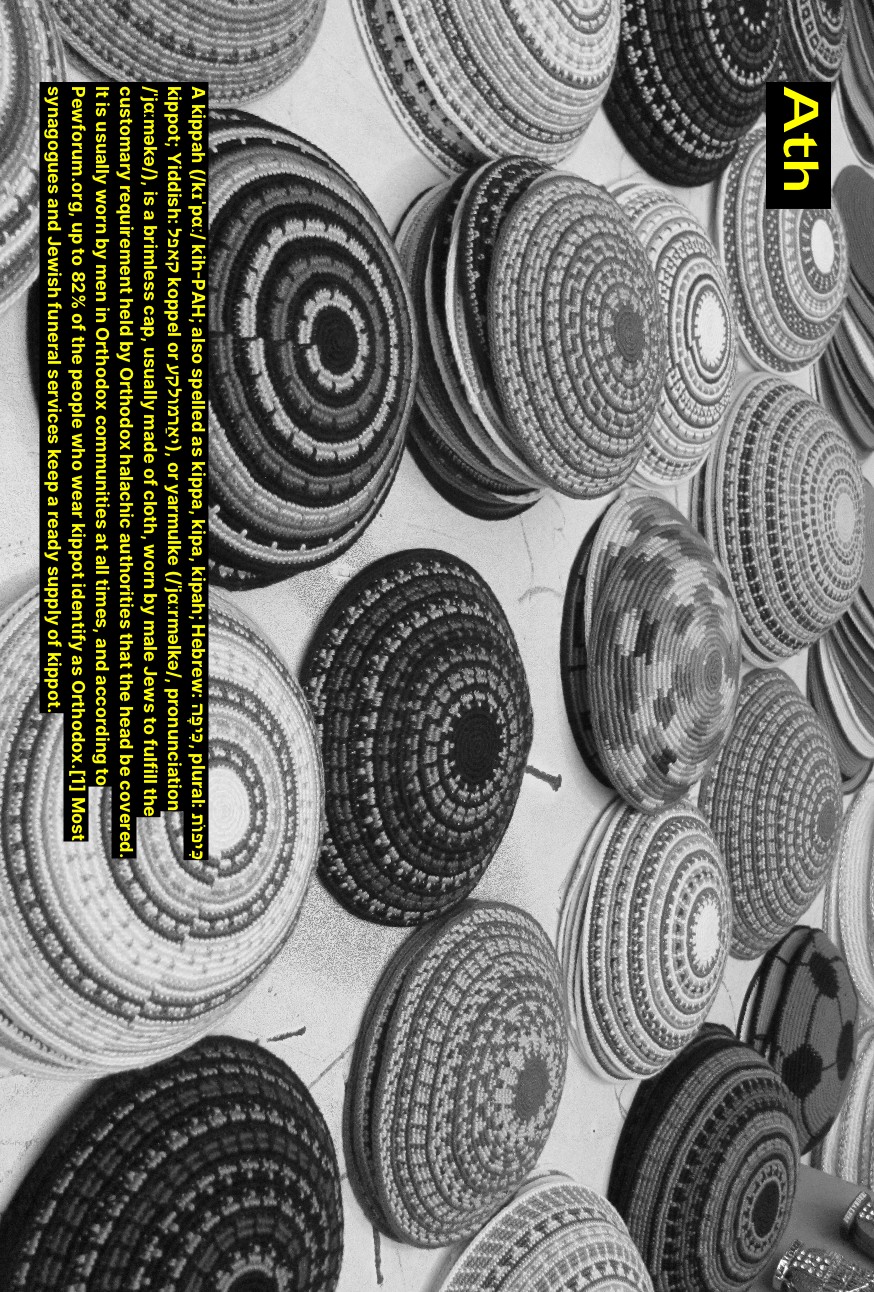 Ath
A kippah (/kɪˈpɑː/ kih-PAH; also spelled as kippa, kipa, kipah; Hebrew: כִּיפָּה, plural: כִּיפּוֹת
kippot; Yiddish: קאפל koppel or יאַרמלקע), or yarmulke (/ˈjɑːrməlkə/, pronunciation
/ˈjɑːməkə/), is a brimless cap, usually made of cloth, worn by male Jews to fulfill the
customary requirement held by Orthodox halachic authorities that the head be covered.
It is usually worn by men in Orthodox communities at all times, and according to
Pewforum.org, up to 82% of the people who wear kippot identify as Orthodox.[1] Most
synagogues and Jewish funeral services keep a ready supply of kippot.